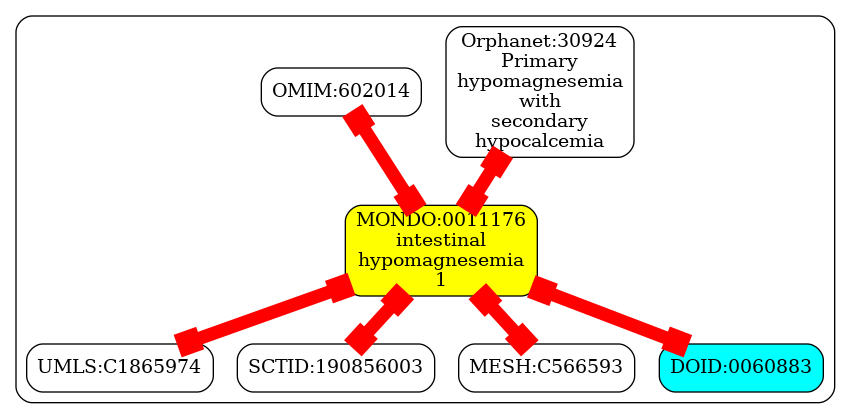 Orphanet:30924
Primary
hypomagnesemia
with
secondary
hypocalcemia
OMIM:602014
MONDO:0011176
intestinal
hypomagnesemia
1
UMLS:C1865974
SCTID:190856003
MESH:C566593
DOID:0060883